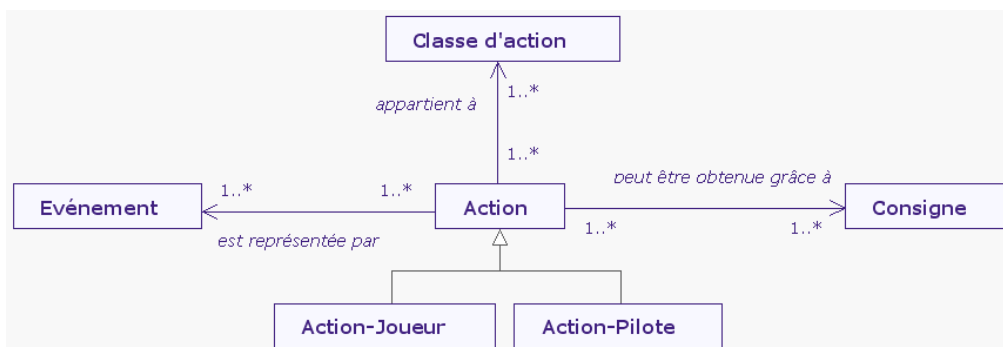 Classe d'action
1..*
appartient à
1..*
peut être obtenue grâce à
Evénement
1..*
1..*
Action
Consigne
1..*
1..*
est représentée par
Action-Joueur
Action-Pilote